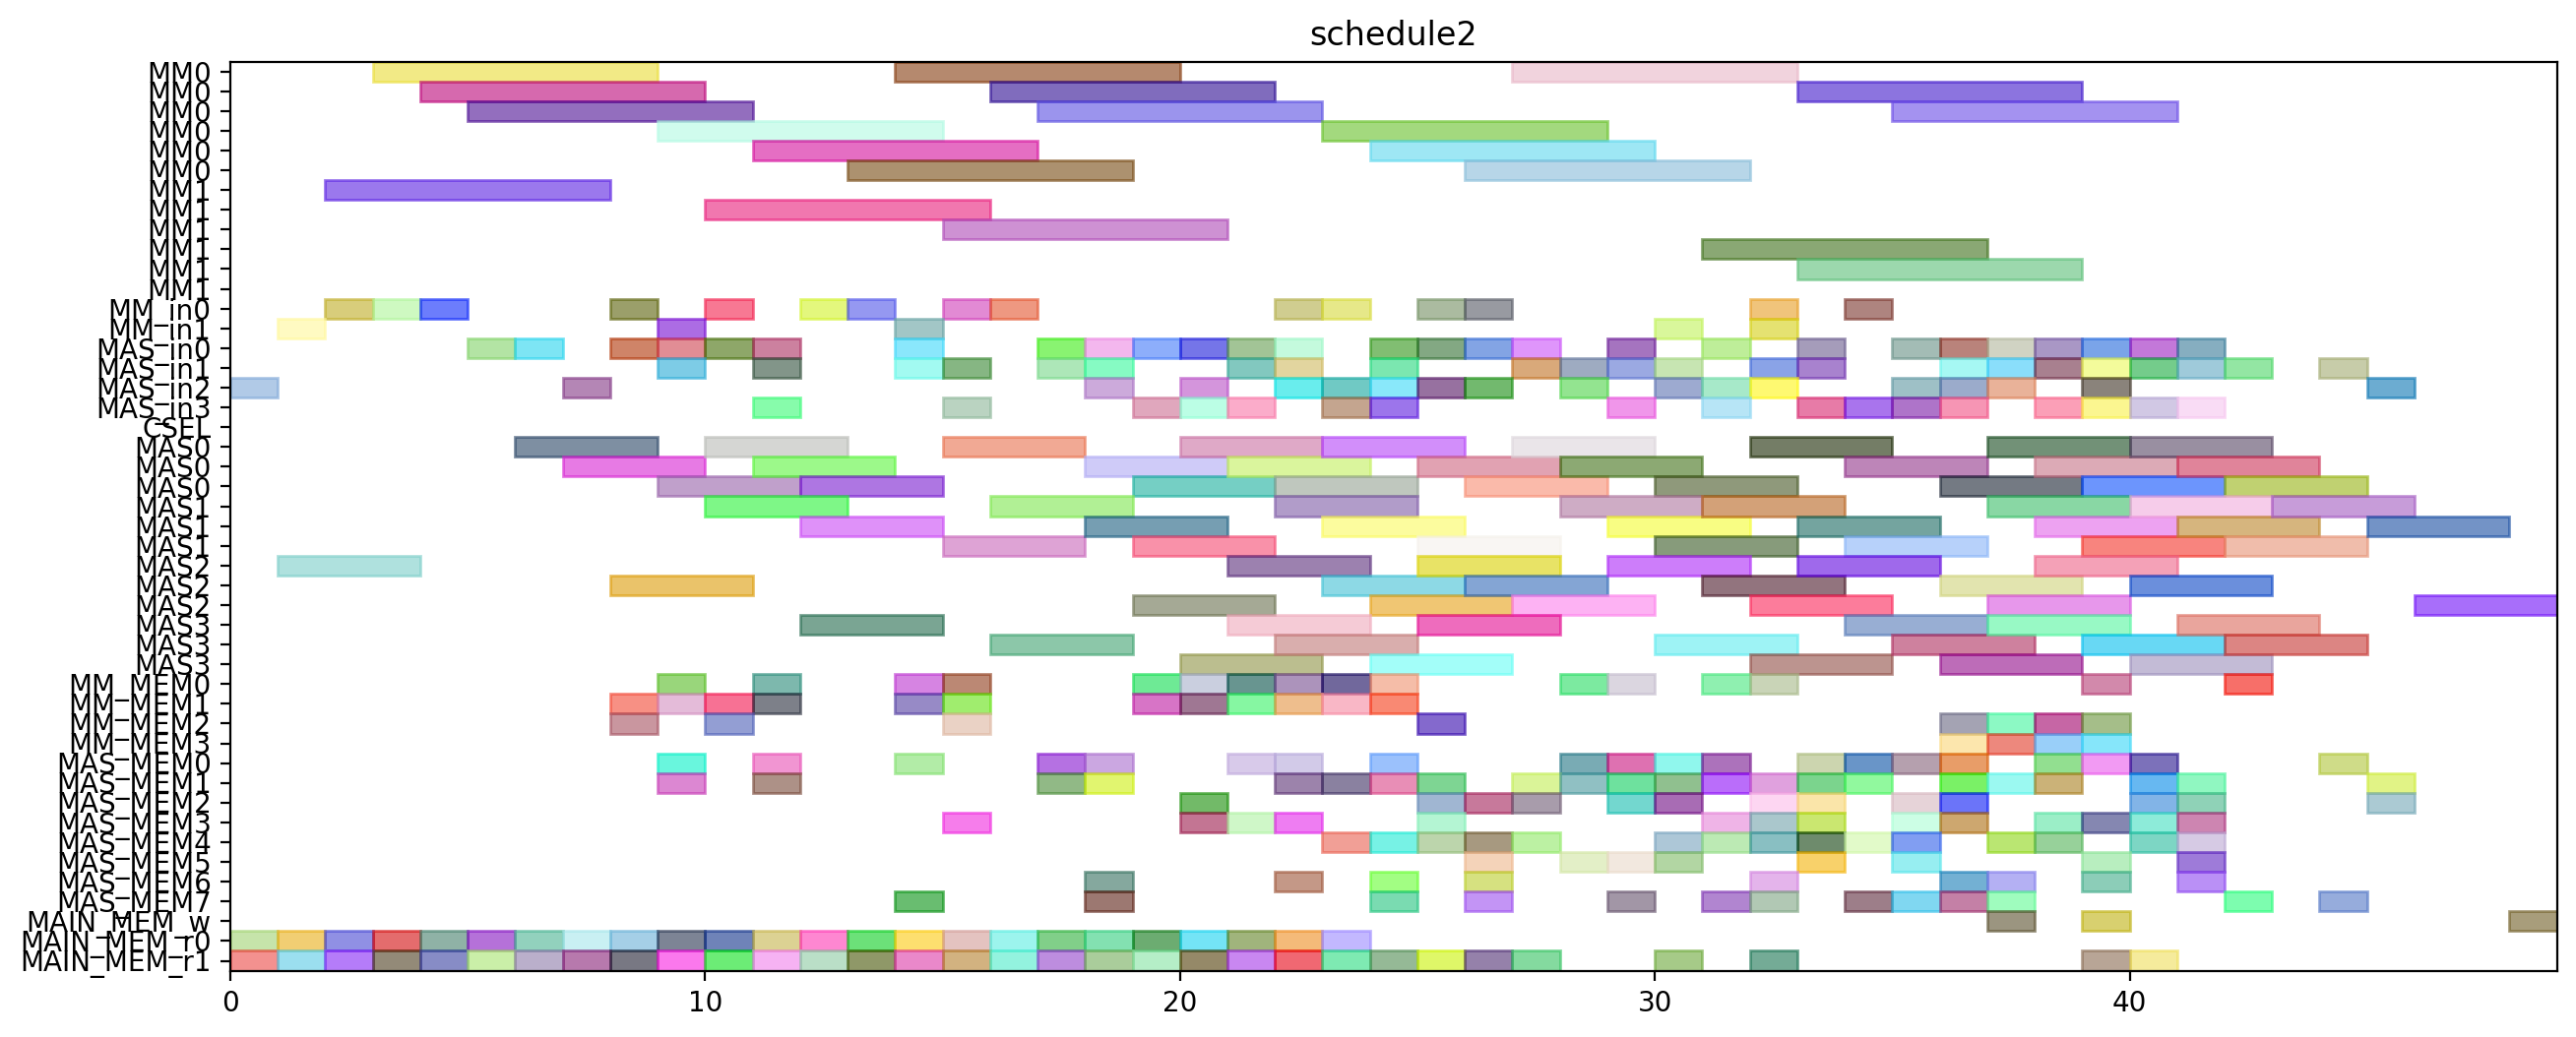 schedule2
MM0
MM0
MM0
MM0
MM0
MM0
MM1
MM1
MM1
MM1
MM1
MM1
MM_in0
MM_in1
MAS_in0
MAS_in1
MAS_in2
MAS_in3
CSEL
MAS0
MAS0
MAS0
MAS1
MAS1
MAS1
MAS2
MAS2
MAS2
MAS3
MAS3
MAS3
MM_MEM0
MM_MEM1
MM_MEM2
MM_MEM3
MAS_MEM0
MAS_MEM1
MAS_MEM2
MAS_MEM3
MAS_MEM4
MAS_MEM5
MAS_MEM6
MAS_MEM7
MAIN_MEM_w
MAIN_MEM_r0
MAIN_MEM_r1
0 10 20 30 40